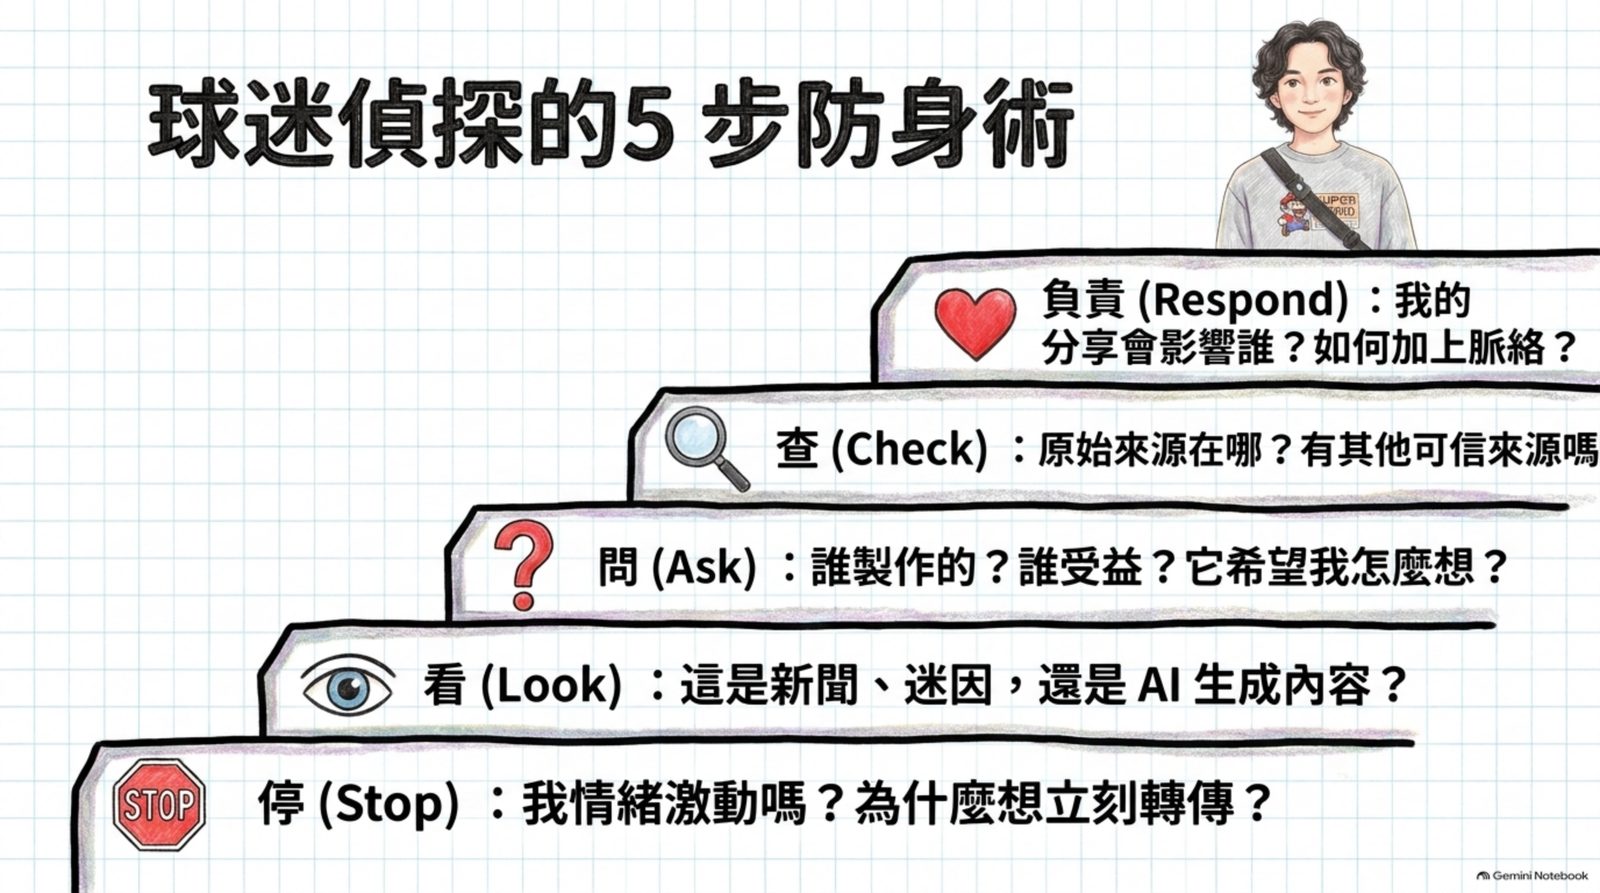 球迷偵探的5 步防身術
負責 (Respond) ：我的
分享會影響誰？如何加上脈絡？
查 (Check) ：原始來源在哪？有其他可信來源嗎
問 (Ask) ：誰製作的？誰受益？它希望我怎麼想？
看 (Look) ：這是新聞、迷因，還是 AI 生成內容？
STOP
停 (Stop) ：我情緒激動嗎？為什麼想立刻轉傳？
Gemini Notebook